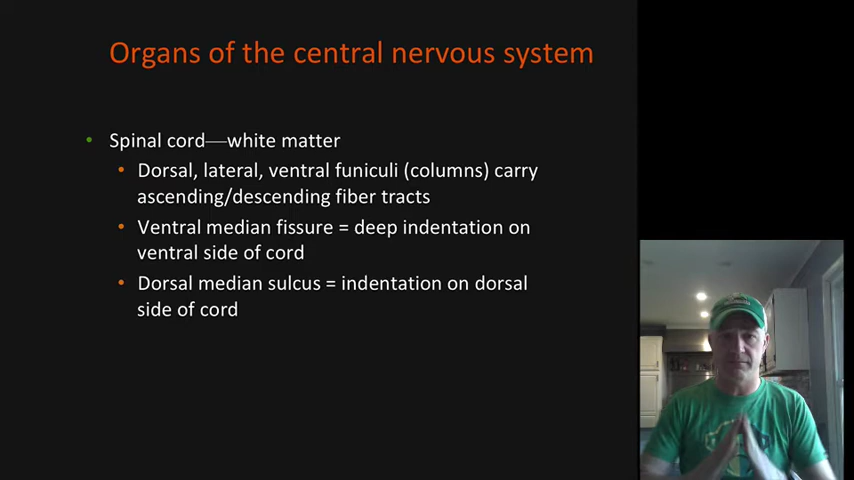 Organs of the central nervous system
• Spinal cord—white matter
• Dorsal, lateral, ventral funiculi (columns) carry
ascending/descending fiber tracts
• Ventral median fissure = deep indentation on
ventral side of cord
• Dorsal median sulcus = indentation on dorsal
side of cord